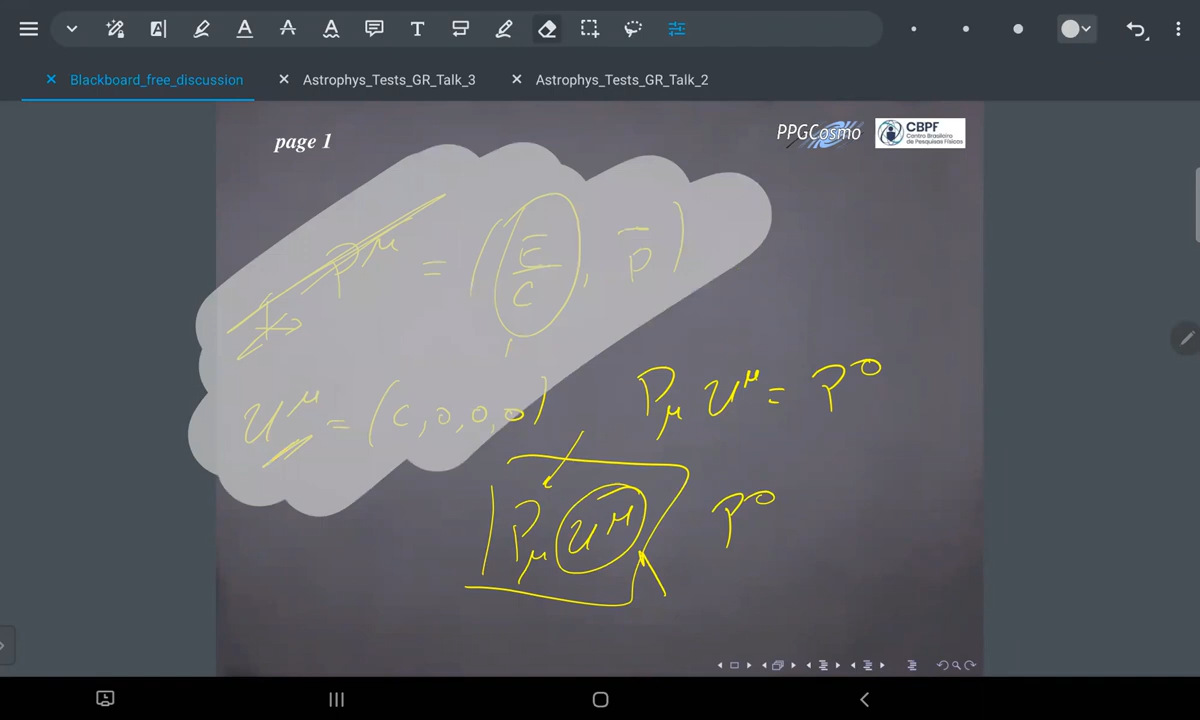 Blackboard_free_discussion
Astrophys_Tests_GR_Talk_3
Astrophys_Tests_GR_Talk_2
page 1
PPGCosmo
CBPF
Centro Brasileiro
de Pesquisas Físicas
P^μ = (E/C, p̄)
u^μ = (c, 0, 0, 0)
P_μ u^μ = P^0
P_μ u^μ P^0